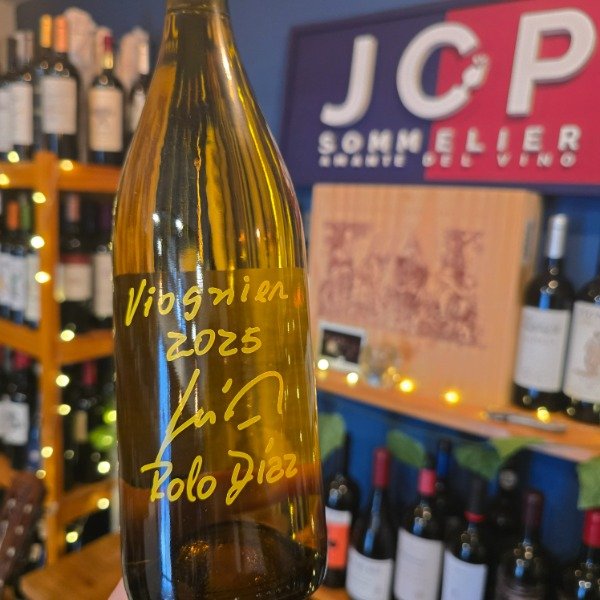 JCP
SOMMELIER
AMANTE DEL VINO
Viognier
2025
Rolo Díaz